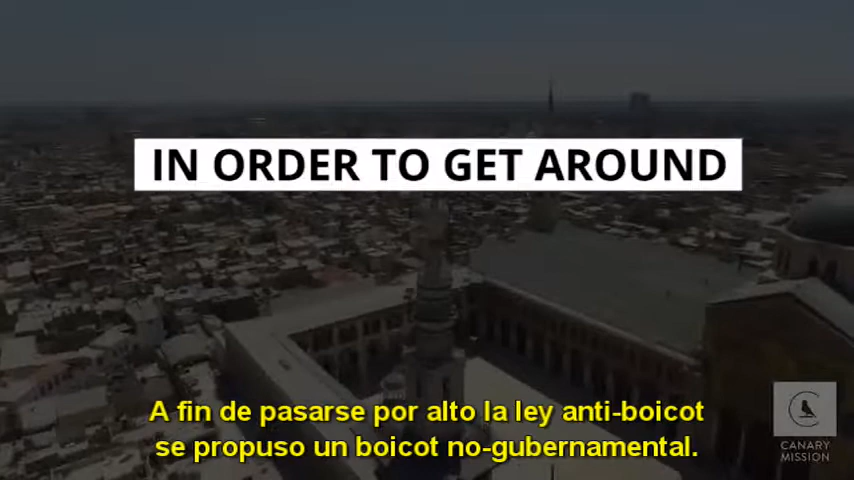 IN ORDER TO GET AROUND
A fin de pasarse por alto la ley anti-boicot
se propuso un boicot no-gubernamental.
CANARY
MISSION